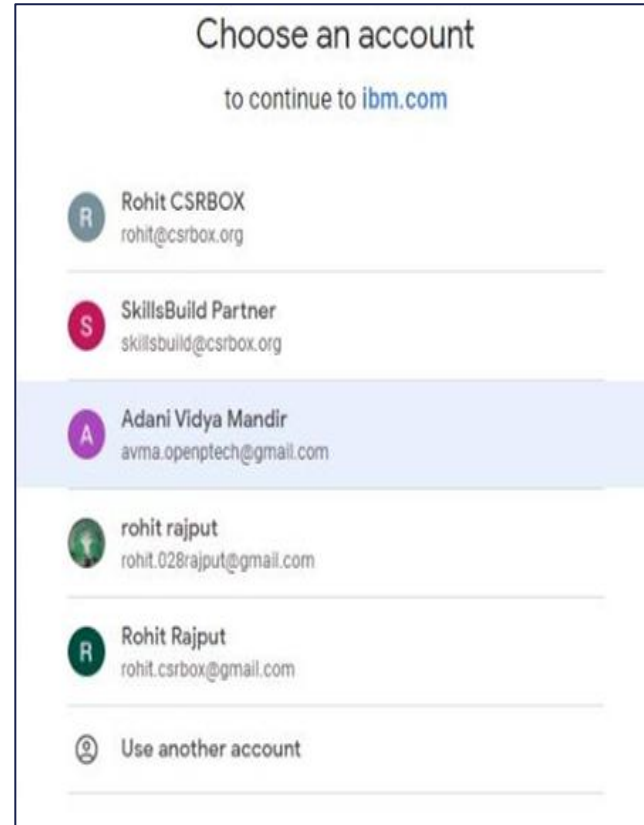 Choose an account
to continue to ibm.com
R
Rohit CSRBOX
rohit@csrbox.org
S
SkillsBuild Partner
skillsbuild@csrbox.org
A
Adani Vidya Mandir
avma.openptech@gmail.com
rohit rajput
rohit.028rajput@gmail.com
R
Rohit Rajput
rohit.csrbox@gmail.com
Use another account